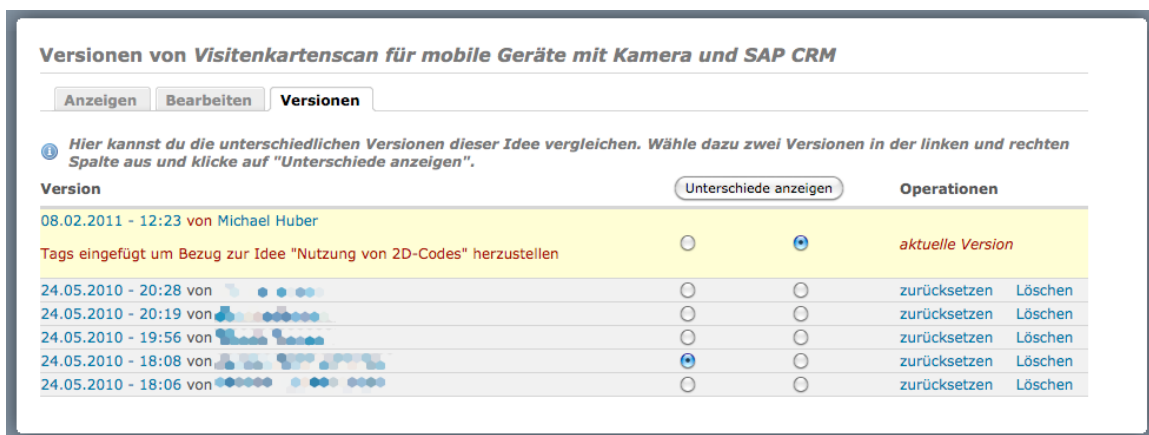 Versionen von Visitenkartenscan für mobile Geräte mit Kamera und SAP CRM
Anzeigen Bearbeiten Versionen
Hier kannst du die unterschiedlichen Versionen dieser Idee vergleichen. Wähle dazu zwei Versionen in der linken und rechten
Spalte aus und klicke auf "Unterschiede anzeigen".
Version Unterschiede anzeigen Operationen
08.02.2011 - 12:23 von Michael Huber
Tags eingefügt um Bezug zur Idee "Nutzung von 2D-Codes" herzustellen aktuelle Version
24.05.2010 - 20:28 von zurücksetzen Löschen
24.05.2010 - 20:19 von zurücksetzen Löschen
24.05.2010 - 19:56 von zurücksetzen Löschen
24.05.2010 - 18:08 von zurücksetzen Löschen
24.05.2010 - 18:06 von zurücksetzen Löschen